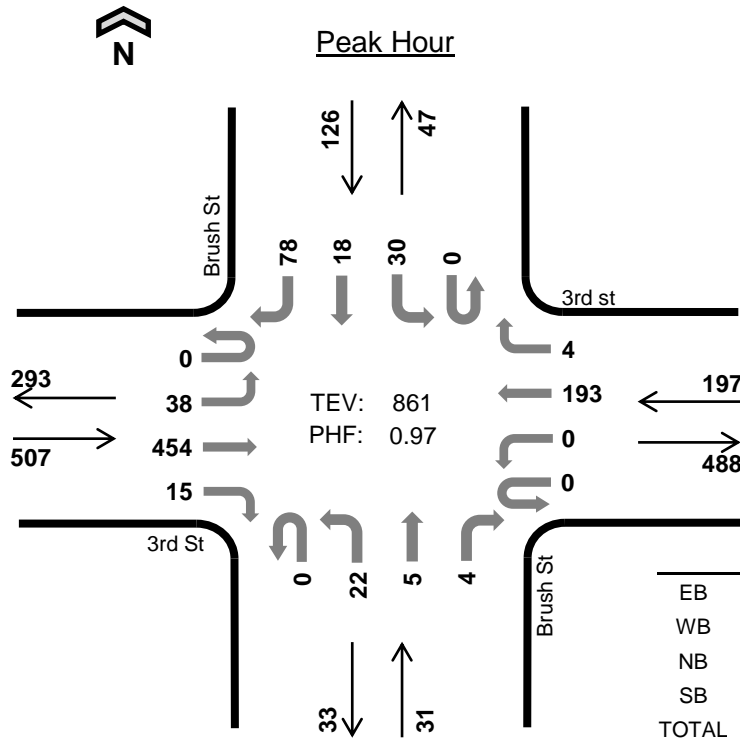 N
Peak Hour
126
47
Brush St
78
18
30
0
3rd st
0
4
293
38
TEV: 861
193
197
507
454
PHF: 0.97
0
488
15
0
3rd St
0
22
5
4
Brush St
33
31
EB
WB
NB
SB
TOTAL